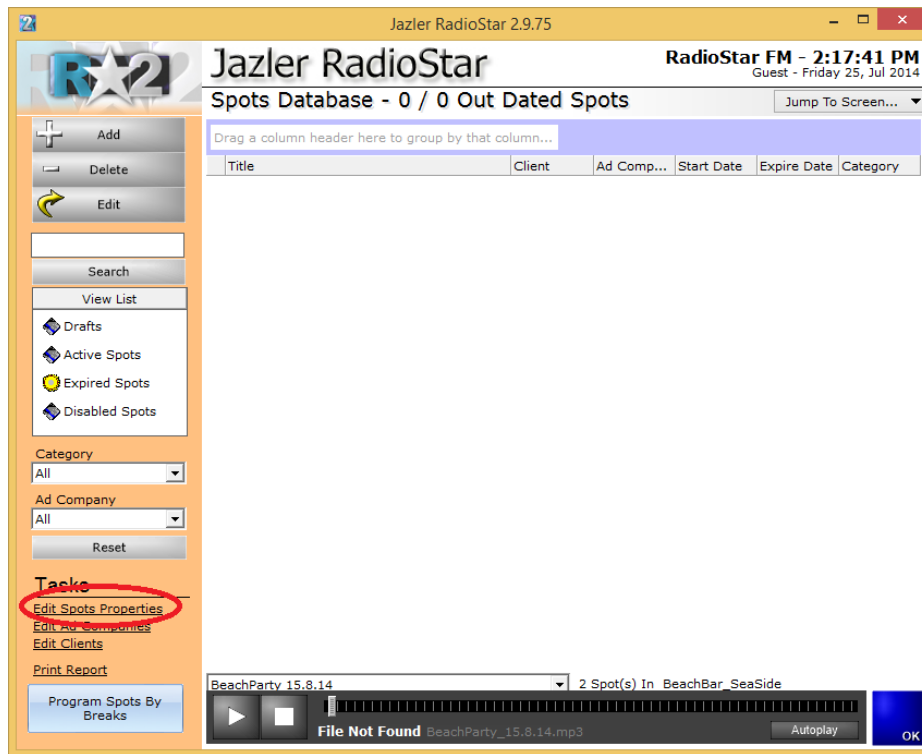 Jazler RadioStar 2.9.75
R 2
Jazler RadioStar
RadioStar FM - 2:17:41 PM
Guest - Friday 25, Jul 2014
Spots Database - 0 / 0 Out Dated Spots
Jump To Screen...
Add
Delete
Edit
Search
View List
Drafts
Active Spots
Expired Spots
Disabled Spots
Category
All
Ad Company
All
Reset
Tasks
Edit Spots Properties
Edit Ad Companies
Edit Clients
Print Report
Program Spots By
Breaks
Drag a column header here to group by that column...
Title Client Ad Comp... Start Date Expire Date Category
BeachParty 15.8.14 2 Spot(s) In BeachBar_SeaSide
File Not Found BeachParty_15.8.14.mp3
Autoplay
OK